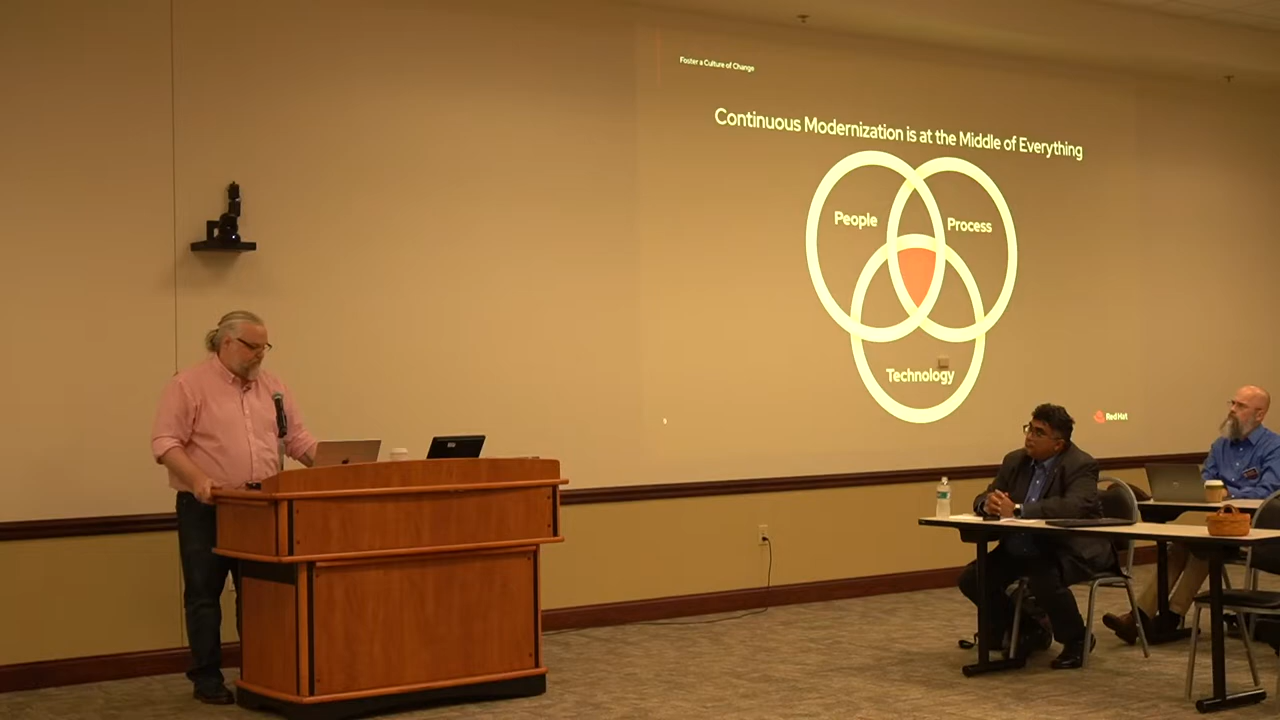 Foster a Culture of Change
Continuous Modernization is at the Middle of Everything
People
Process
Technology
Red Hat